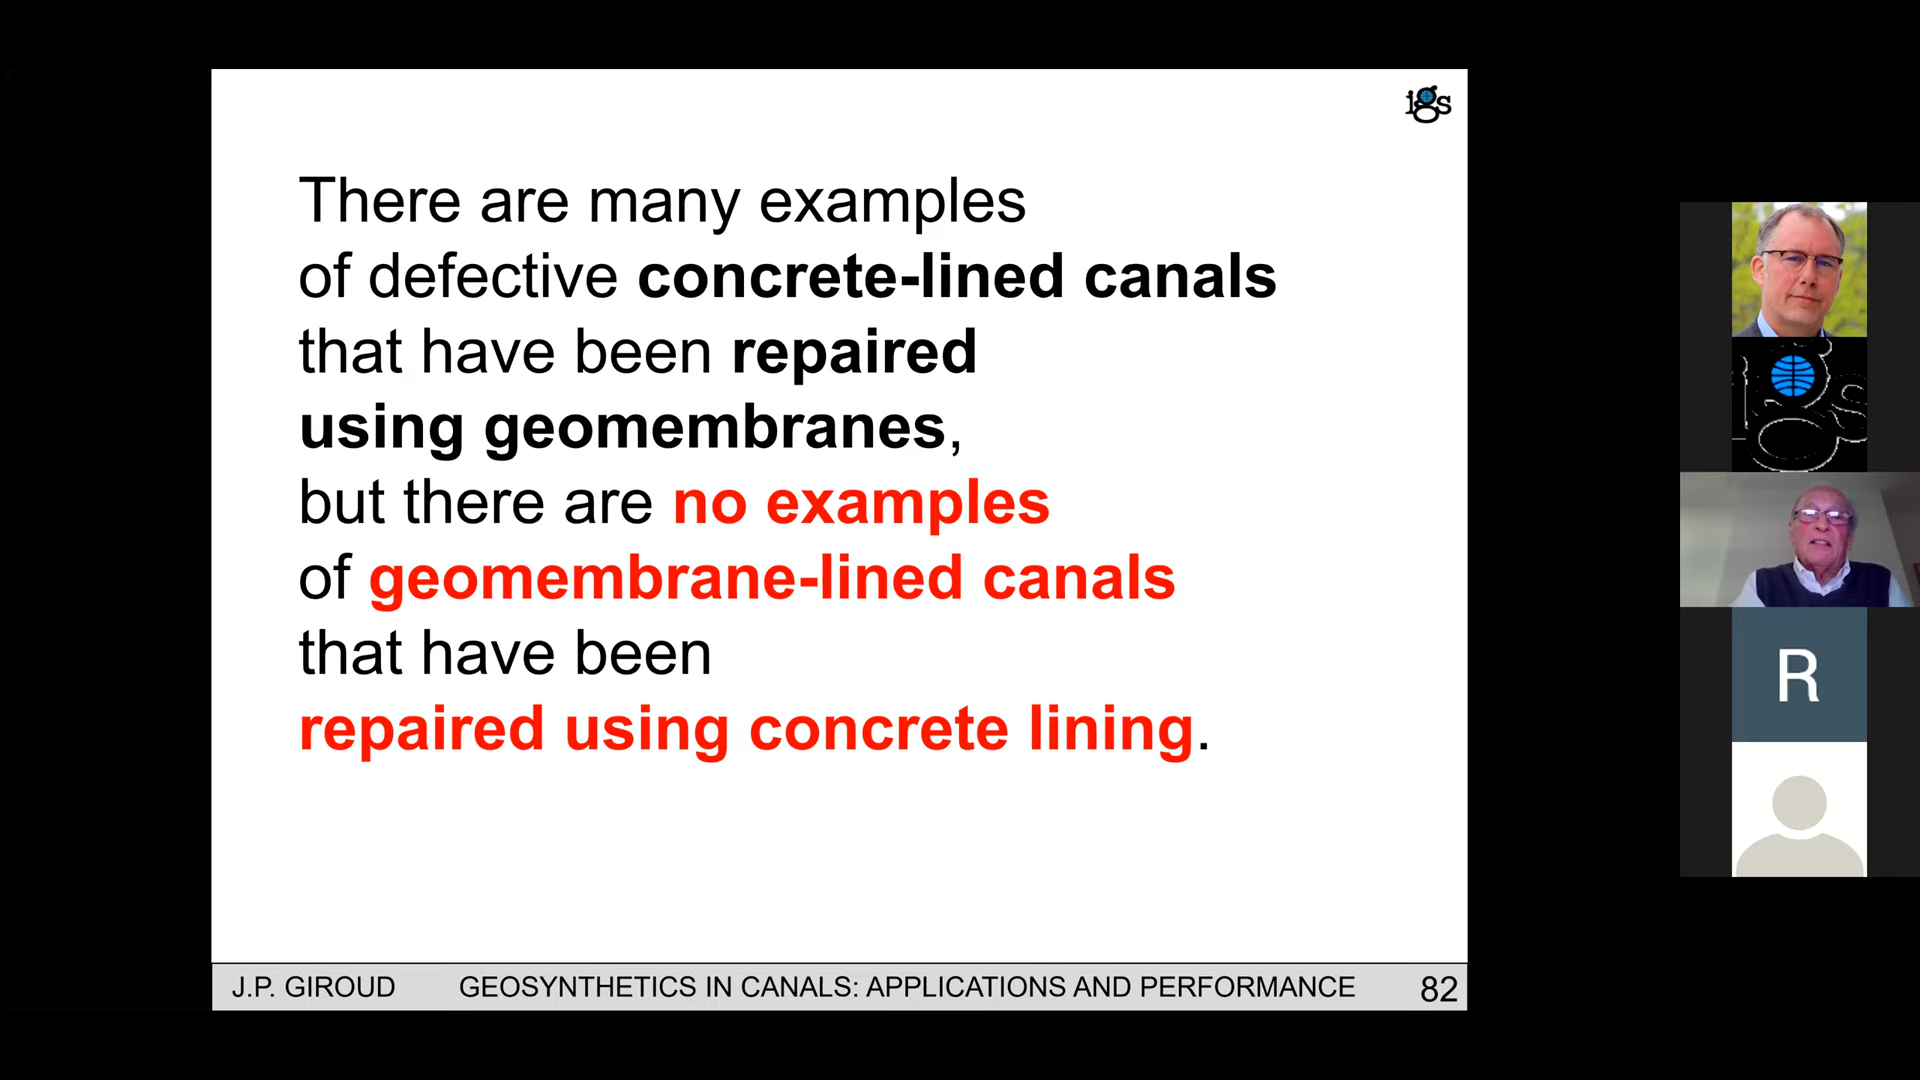 igs
There are many examples
of defective concrete-lined canals
that have been repaired
using geomembranes,
but there are no examples
of geomembrane-lined canals
that have been
repaired using concrete lining.
J.P. GIROUD GEOSYNTHETICS IN CANALS: APPLICATIONS AND PERFORMANCE 82
igs
R